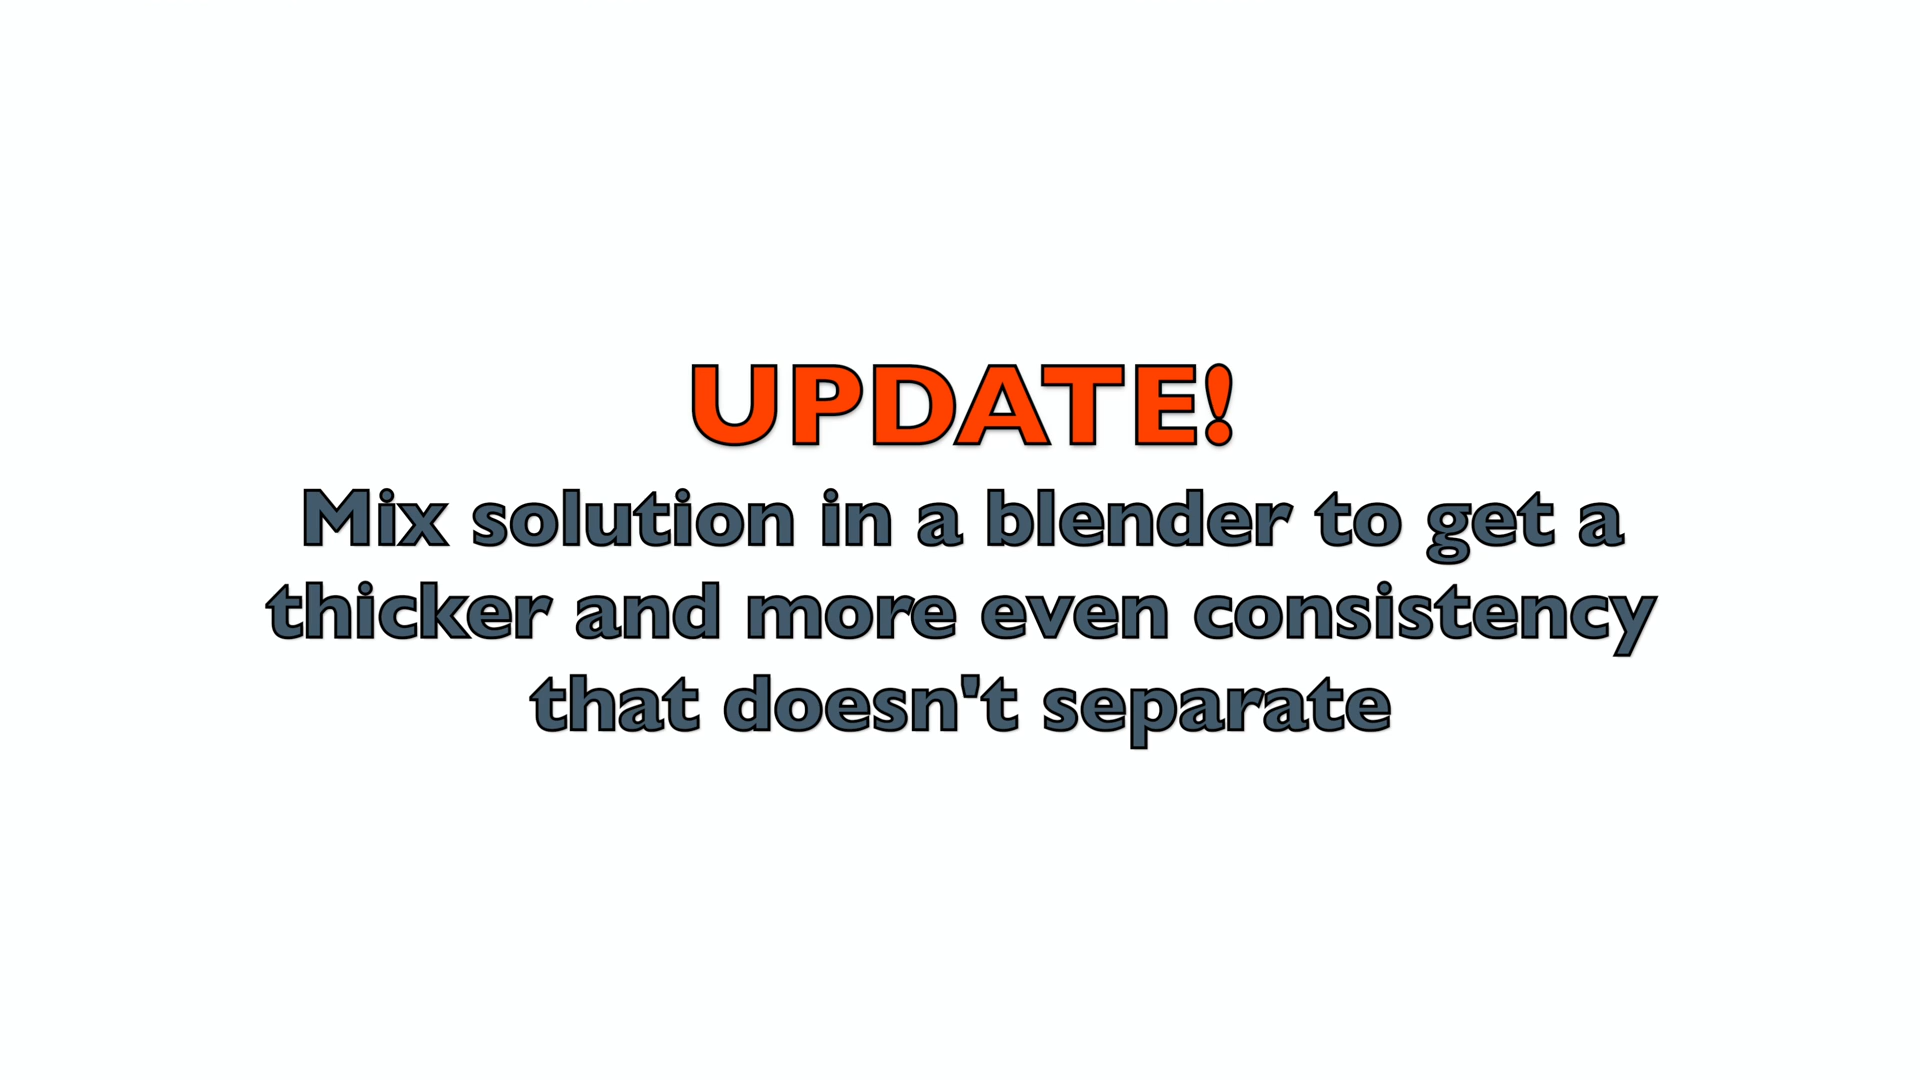 UPDATE!
Mix solution in a blender to get a
thicker and more even consistency
that doesn't separate